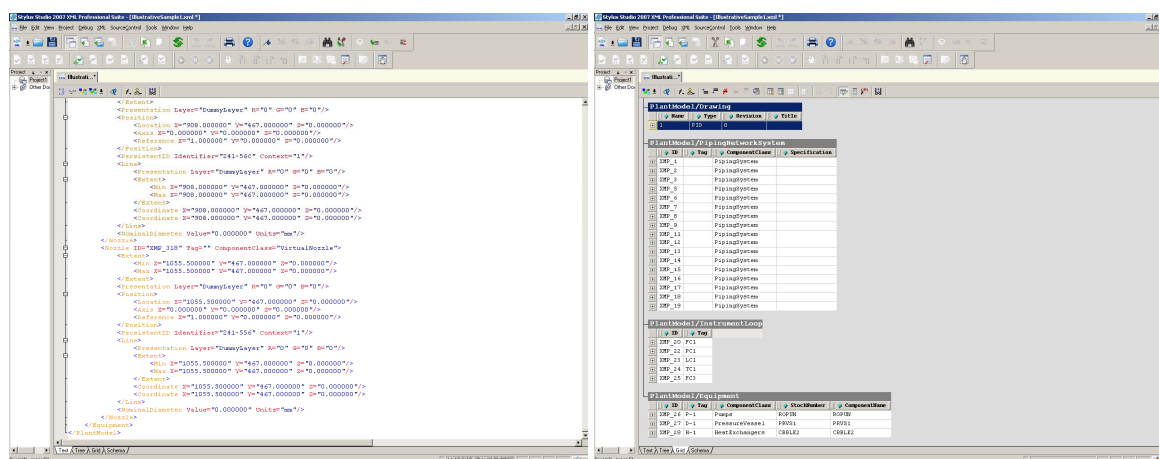 Stylus Studio 2007 XML Professional Suite - [IllustrativeSample1.xml *]
File Edit View Project Debug XML SourceControl Tools Window Help
Project
Project1
Other Do
Illustrati...*
</Extent>
<Presentation Layer="DummyLayer" R="0" G="0" B="0"/>
<Position>
<Location X="908.000000" Y="467.000000" Z="0.000000"/>
<Axis X="0.000000" Y="0.000000" Z="0.000000"/>
<Reference X="1.000000" Y="0.000000" Z="0.000000"/>
</Position>
<PersistentID Identifier="241-56C" Context="1"/>
<Line>
<Presentation Layer="DummyLayer" R="0" G="0" B="0"/>
<Extent>
<Min X="908.000000" Y="467.000000" Z="0.000000"/>
<Max X="908.000000" Y="467.000000" Z="0.000000"/>
</Extent>
<Coordinate X="908.000000" Y="467.000000" Z="0.000000"/>
<Coordinate X="908.000000" Y="467.000000" Z="0.000000"/>
</Line>
<NominalDiameter Value="0.000000" Units="mm"/>
</Nozzle>
<Nozzle ID="XMP_318" Tag="" ComponentClass="VirtualNozzle">
<Extent>
<Min X="1055.500000" Y="467.000000" Z="0.000000"/>
<Max X="1055.500000" Y="467.000000" Z="0.000000"/>
</Extent>
<Presentation Layer="DummyLayer" R="0" G="0" B="0"/>
<Position>
<Location X="1055.500000" Y="467.000000" Z="0.000000"/>
<Axis X="0.000000" Y="0.000000" Z="0.000000"/>
<Reference X="1.000000" Y="0.000000" Z="0.000000"/>
</Position>
<PersistentID Identifier="241-556" Context="1"/>
<Line>
<Presentation Layer="DummyLayer" R="0" G="0" B="0"/>
<Extent>
<Min X="1055.500000" Y="467.000000" Z="0.000000"/>
<Max X="1055.500000" Y="467.000000" Z="0.000000"/>
</Extent>
<Coordinate X="1055.500000" Y="467.000000" Z="0.000000"/>
<Coordinate X="1055.500000" Y="467.000000" Z="0.000000"/>
</Line>
<NominalDiameter Value="0.000000" Units="mm"/>
</Nozzle>
</Equipment>
</PlantModel>
Text Tree Grid Schema
Stylus Studio 2007 XML Professional Suite - [IllustrativeSample1.xml *]
File Edit View Project Debug XML SourceControl Tools Window Help
Project
Project1
Other Do
Illustrati...*
PlantModel/Drawing
Name Type Revision Title
1 PID 0
PlantModel/PipingNetworkSystem
ID Tag ComponentClass Specification
XMP_1 PipingSystem
XMP_2 PipingSystem
XMP_3 PipingSystem
XMP_5 PipingSystem
XMP_6 PipingSystem
XMP_7 PipingSystem
XMP_8 PipingSystem
XMP_9 PipingSystem
XMP_11 PipingSystem
XMP_12 PipingSystem
XMP_13 PipingSystem
XMP_14 PipingSystem
XMP_15 PipingSystem
XMP_16 PipingSystem
XMP_17 PipingSystem
XMP_18 PipingSystem
XMP_19 PipingSystem
PlantModel/InstrumentLoop
ID Tag
XMP_20 FC1
XMP_22 PC1
XMP_23 LC1
XMP_24 TC1
XMP_25 FC3
PlantModel/Equipment
ID Tag ComponentClass StockNumber ComponentName
XMP_26 P-1 Pumps ROPUN ROPUN
XMP_27 D-1 PressureVessel PRVS1 PRVS1
XMP_28 H-1 HeatExchangers CBBLE2 CBBLE2
Text Tree Grid Schema